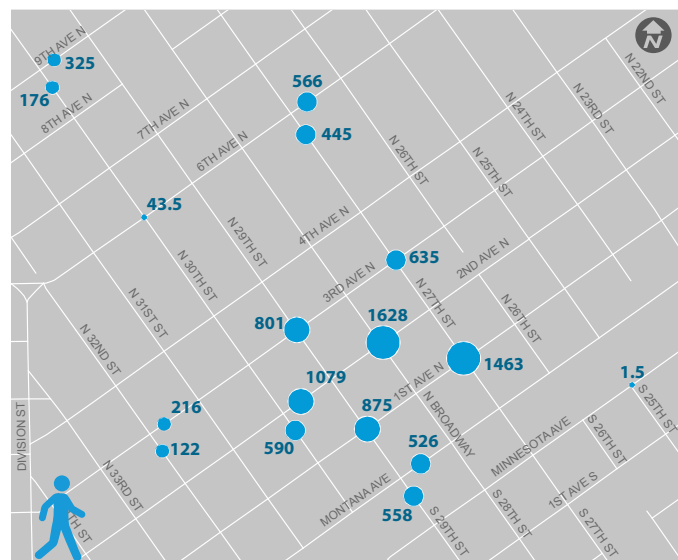 9TH AVE N
325
N 22ND ST
176
8TH AVE N
566
N 23RD ST
7TH AVE N
N 24TH ST
445
6TH AVE N
N 26TH ST
N 25TH ST
43.5
4TH AVE N
N 29TH ST
635
2ND AVE N
N 30TH ST
3RD AVE N
N 27TH ST
N 31ST ST
N 26TH ST
801
1628
N 32ND ST
1463
1.5
1079
1ST AVE N
875
N BROADWAY
S 25TH ST
216
DIVISION ST
122
590
526
MINNESOTA AVE
S 26TH ST
N 33RD ST
MONTANA AVE
558
1ST AVE S
S 29TH ST
S 28TH ST
S 27TH ST
TH ST
N